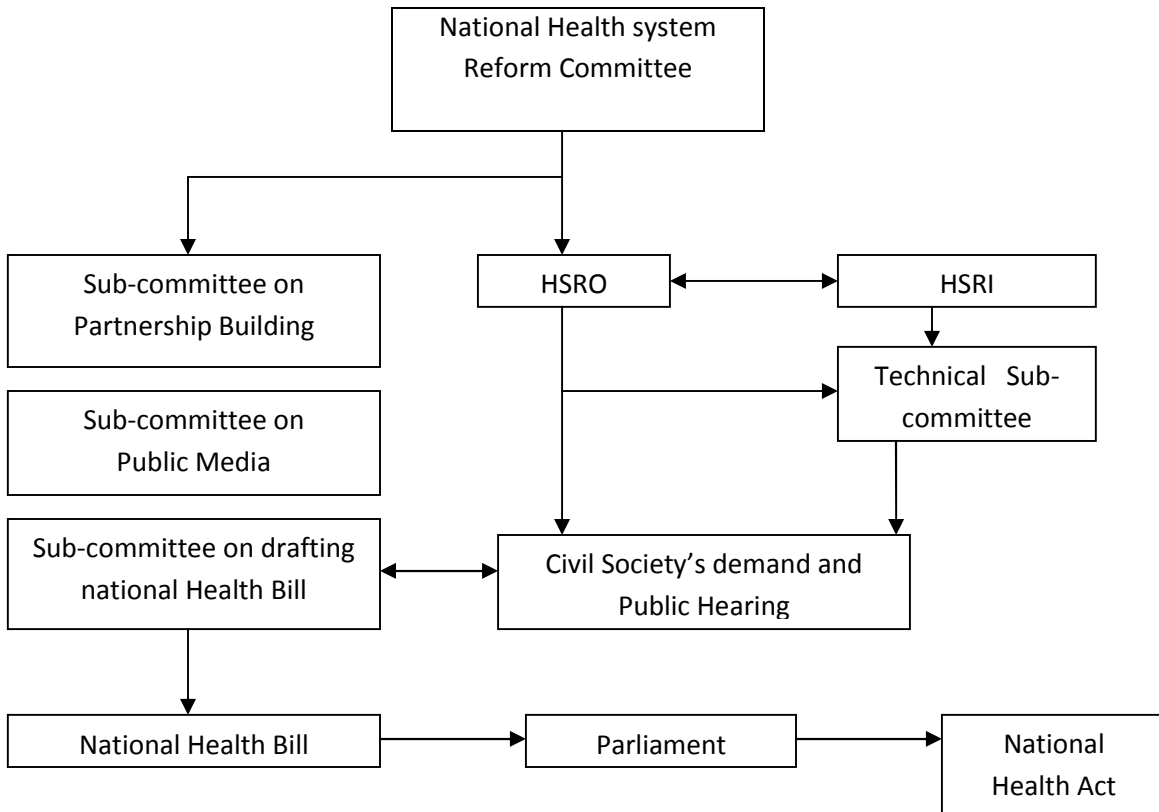 National Health system
Reform Committee
Sub-committee on
Partnership Building
HSRO
HSRI
Technical Sub-
committee
Sub-committee on
Public Media
Sub-committee on drafting
national Health Bill
Civil Society’s demand and
Public Hearing
National Health Bill
Parliament
National
Health Act